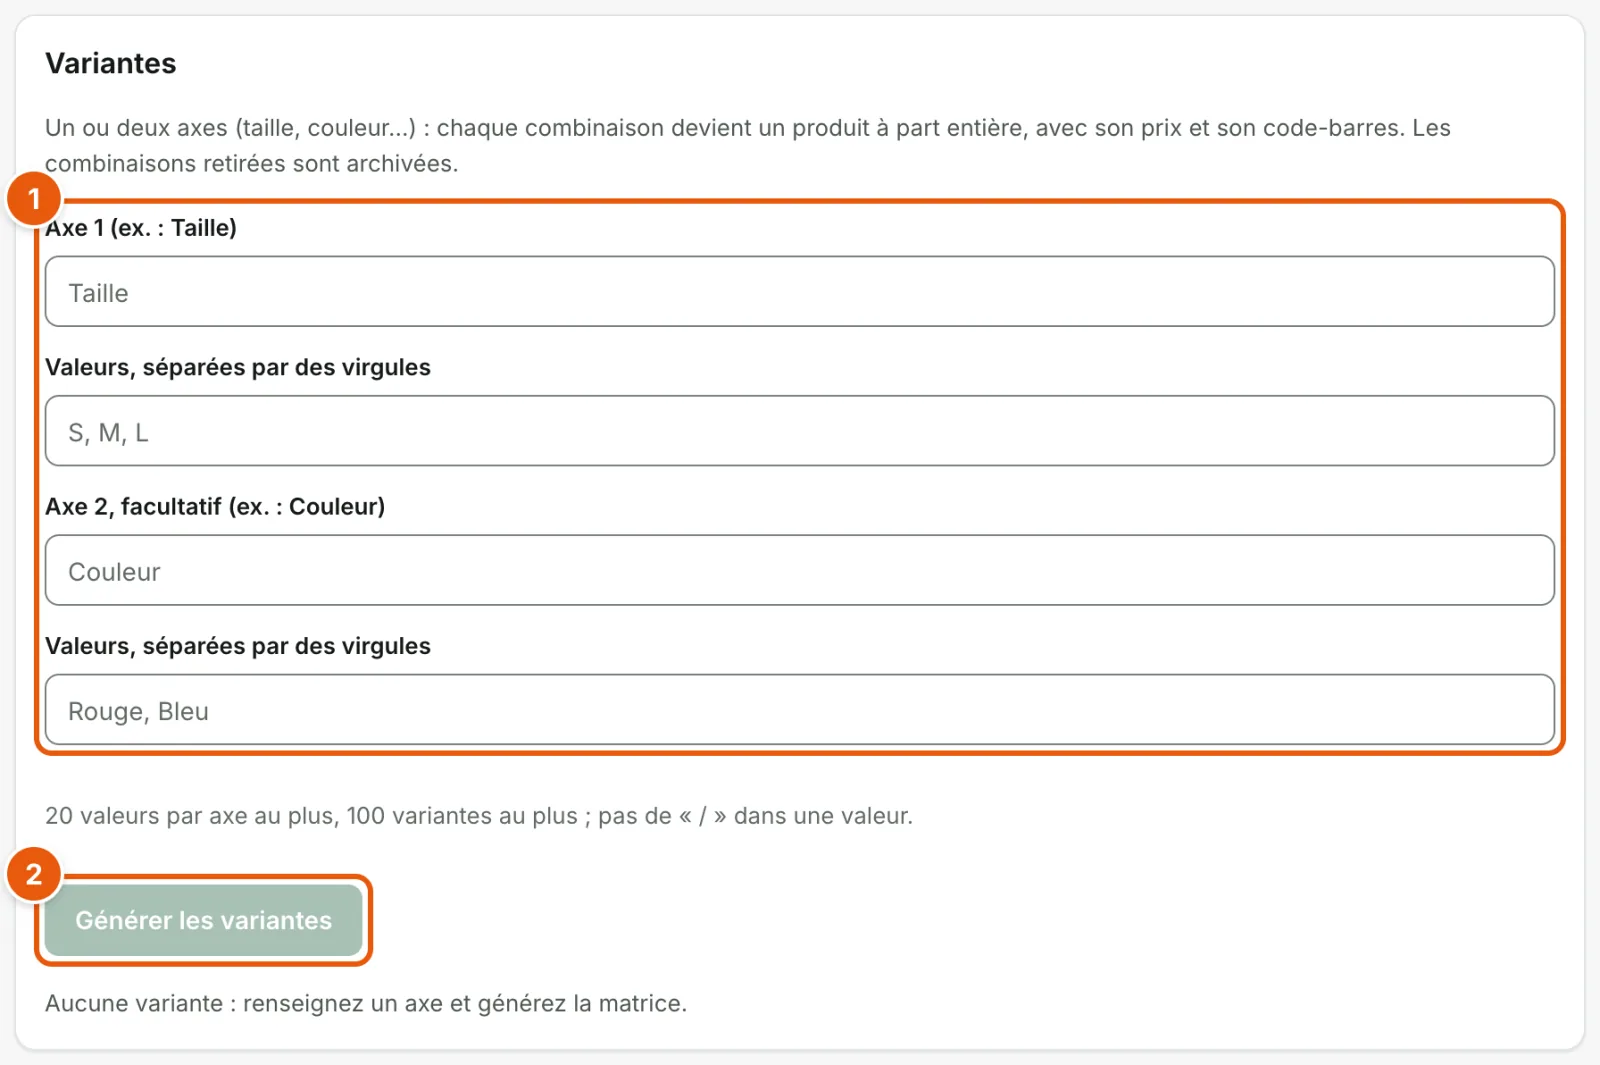 Variantes
Un ou deux axes (taille, couleur...) : chaque combinaison devient un produit à part entière, avec son prix et son code-barres. Les
combinaisons retirées sont archivées.
1
Axe 1 (ex. : Taille)
Taille
Valeurs, séparées par des virgules
S, M, L
Axe 2, facultatif (ex. : Couleur)
Couleur
Valeurs, séparées par des virgules
Rouge, Bleu
20 valeurs par axe au plus, 100 variantes au plus ; pas de « / » dans une valeur.
2
Générer les variantes
Aucune variante : renseignez un axe et générez la matrice.